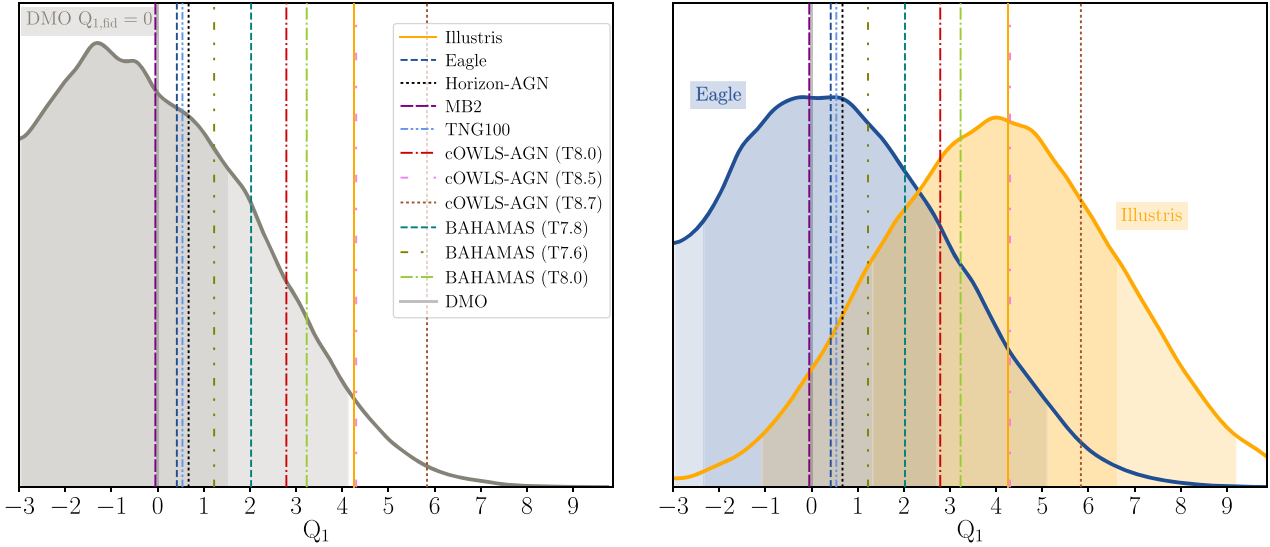 DMO Q1,fid = 0
Illustris
Eagle
Horizon-AGN
MB2
TNG100
cOWLS-AGN (T8.0)
cOWLS-AGN (T8.5)
cOWLS-AGN (T8.7)
BAHAMAS (T7.8)
BAHAMAS (T7.6)
BAHAMAS (T8.0)
DMO
−3 −2 −1 0 1 2 3 4 5 6 7 8 9
Q1
Eagle
Illustris
−3 −2 −1 0 1 2 3 4 5 6 7 8 9
Q1